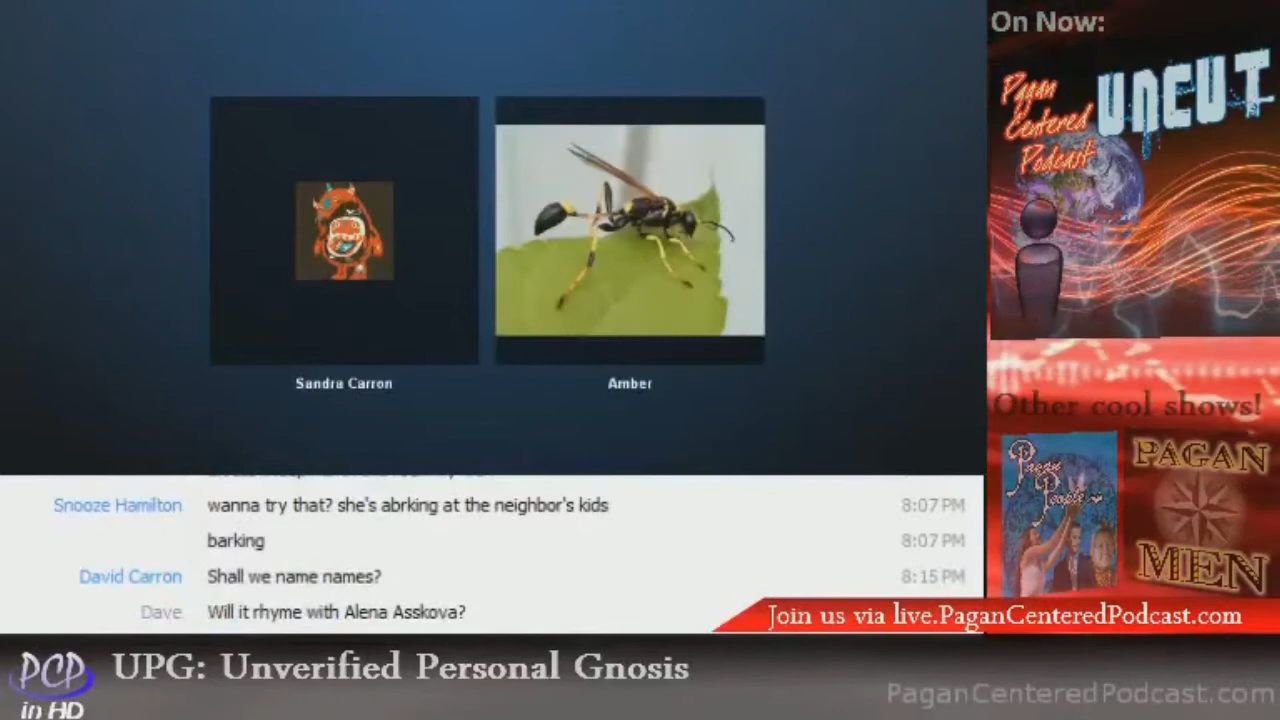 On Now:
Pagan
Centered
Podcast
UNCUT
Sandra Carron
Amber
Other cool shows!
Pagan
People
PAGAN
MEN
Snooze Hamilton wanna try that? she's abrking at the neighbor's kids 8:07 PM
barking 8:07 PM
David Carron Shall we name names? 8:15 PM
Dave Will it rhyme with Alena Asskova?
Join us via live.PaganCenteredPodcast.com
PCP
in HD
UPG: Unverified Personal Gnosis
PaganCenteredPodcast.com